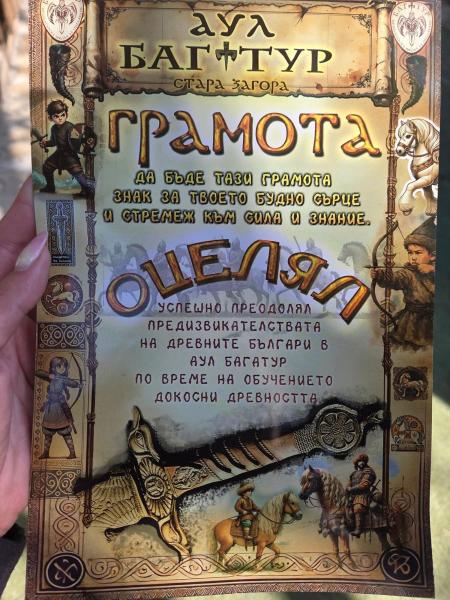 АУЛ
БАГАТУР
СТАРА ЗАГОРА
ГРАМОТА
ДА БЪДЕ ТАЗИ ГРАМОТА
ЗНАК ЗА ТВОЕТО БУДНО СЪРЦЕ
И СТРЕМЕЖ КЪМ СИЛА И ЗНАНИЕ.
ОЦЕЛЯЛ
УСПЕШНО ПРЕОДОЛЯЛ
ПРЕДИЗВИКАТЕЛСТВАТА
НА ДРЕВНИТЕ БЪЛГАРИ В
АУЛ БАГАТУР
ПО ВРЕМЕ НА ОБУЧЕНИЕТО
ДОКОСНИ ДРЕВНОСТТА